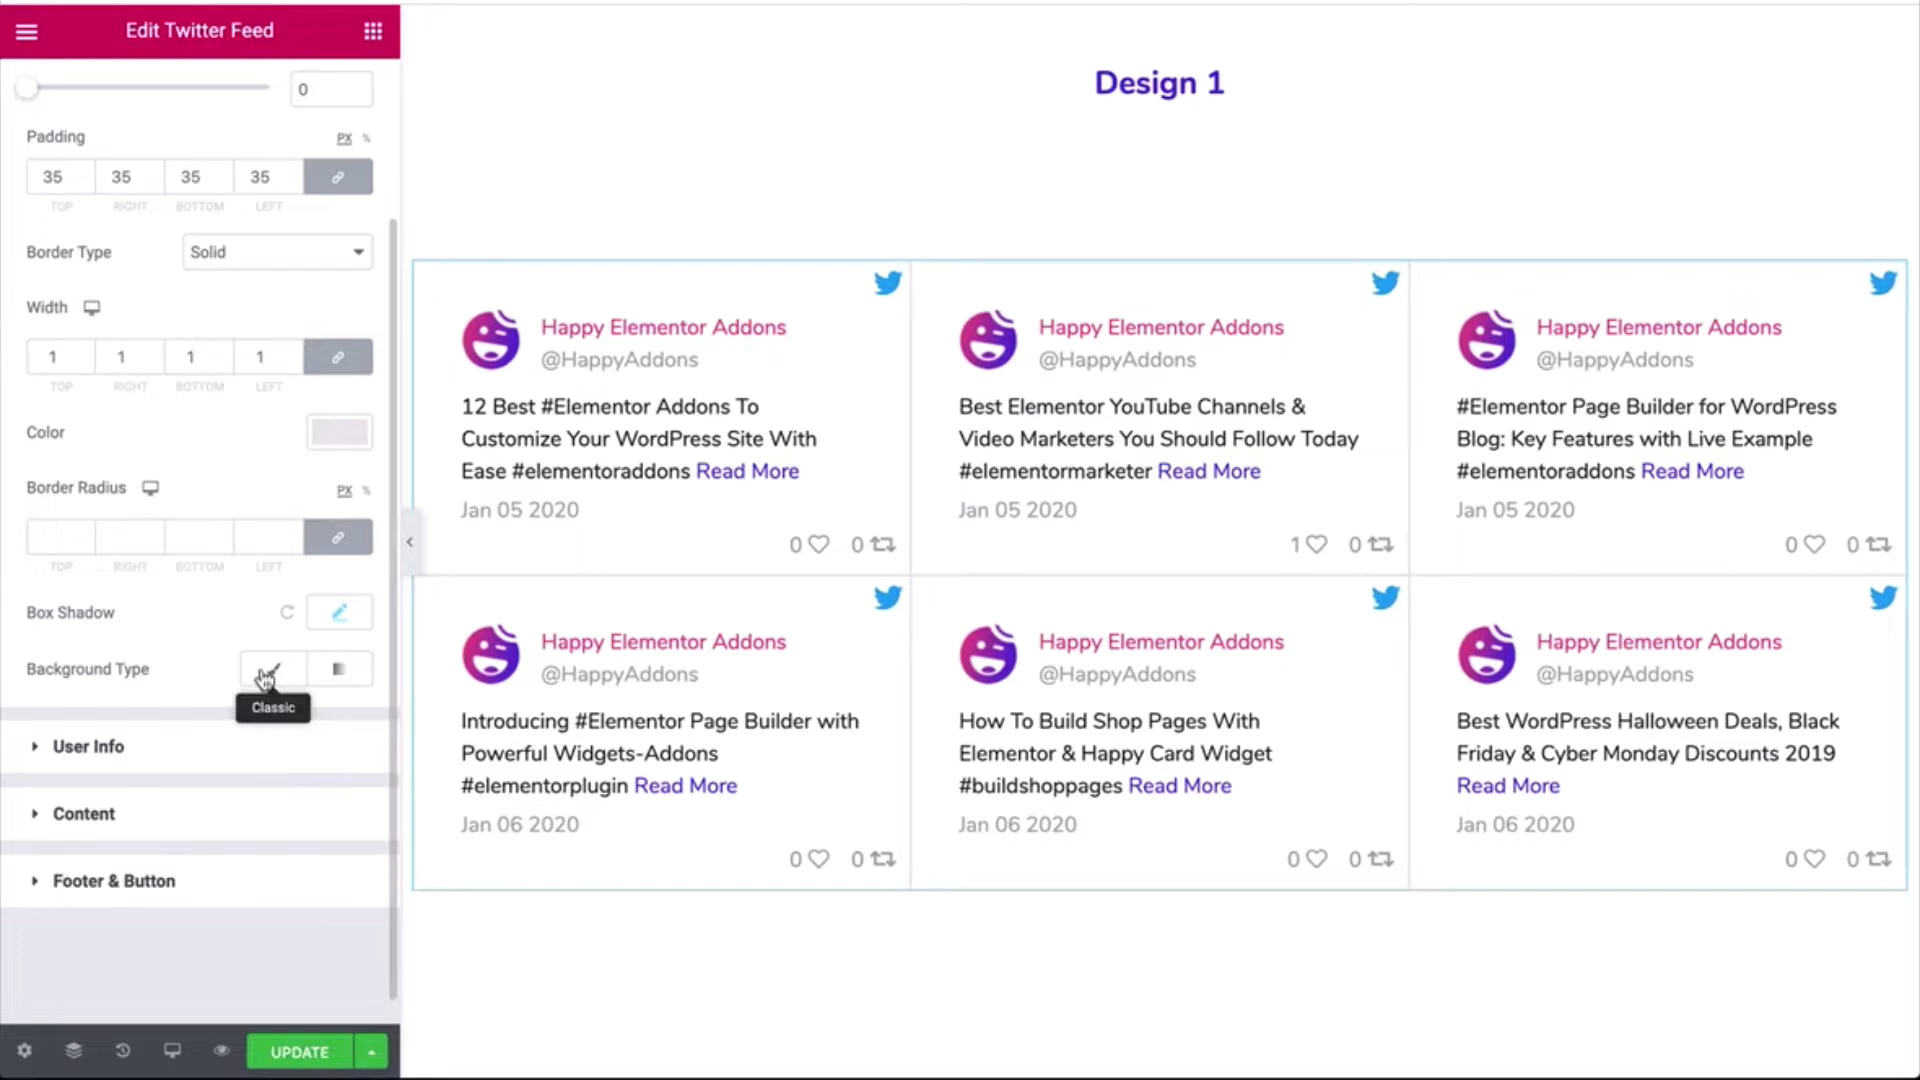 Edit Twitter Feed
0
Padding
PX %
35 35 35 35
TOP RIGHT BOTTOM LEFT
Border Type
Solid
Width
1 1 1 1
TOP RIGHT BOTTOM LEFT
Color
Border Radius
PX %
TOP RIGHT BOTTOM LEFT
Box Shadow
Background Type
Classic
User Info
Content
Footer & Button
UPDATE
Design 1
Happy Elementor Addons
@HappyAddons
12 Best #Elementor Addons To
Customize Your WordPress Site With
Ease #elementoraddons Read More
Jan 05 2020
0 0
Happy Elementor Addons
@HappyAddons
Best Elementor YouTube Channels &
Video Marketers You Should Follow Today
#elementormarketer Read More
Jan 05 2020
1 0
Happy Elementor Addons
@HappyAddons
#Elementor Page Builder for WordPress
Blog: Key Features with Live Example
#elementoraddons Read More
Jan 05 2020
0 0
Happy Elementor Addons
@HappyAddons
Introducing #Elementor Page Builder with
Powerful Widgets-Addons
#elementorplugin Read More
Jan 06 2020
0 0
Happy Elementor Addons
@HappyAddons
How To Build Shop Pages With
Elementor & Happy Card Widget
#buildshoppages Read More
Jan 06 2020
0 0
Happy Elementor Addons
@HappyAddons
Best WordPress Halloween Deals, Black
Friday & Cyber Monday Discounts 2019
Read More
Jan 06 2020
0 0